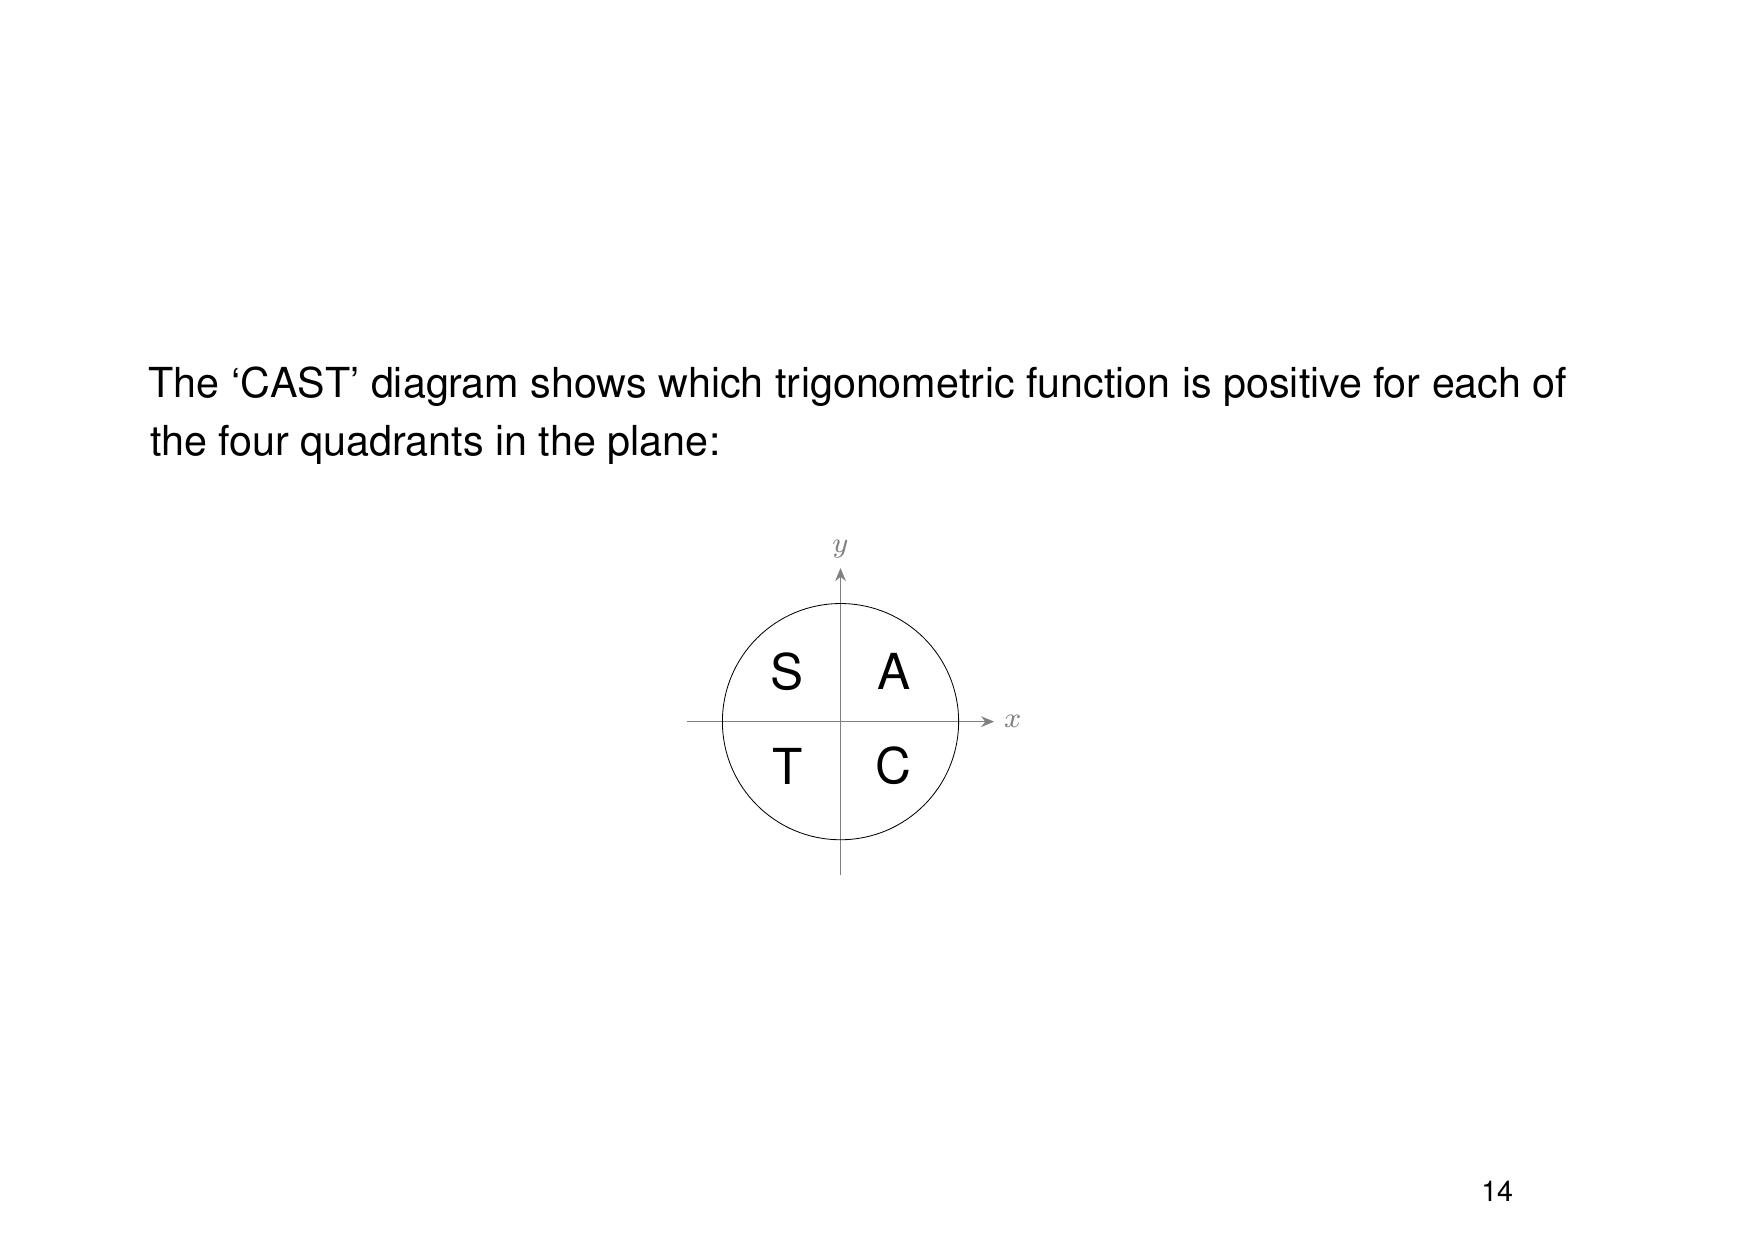 The ‘CAST’ diagram shows which trigonometric function is positive for each of
the four quadrants in the plane:
y
S A
x
T C
14